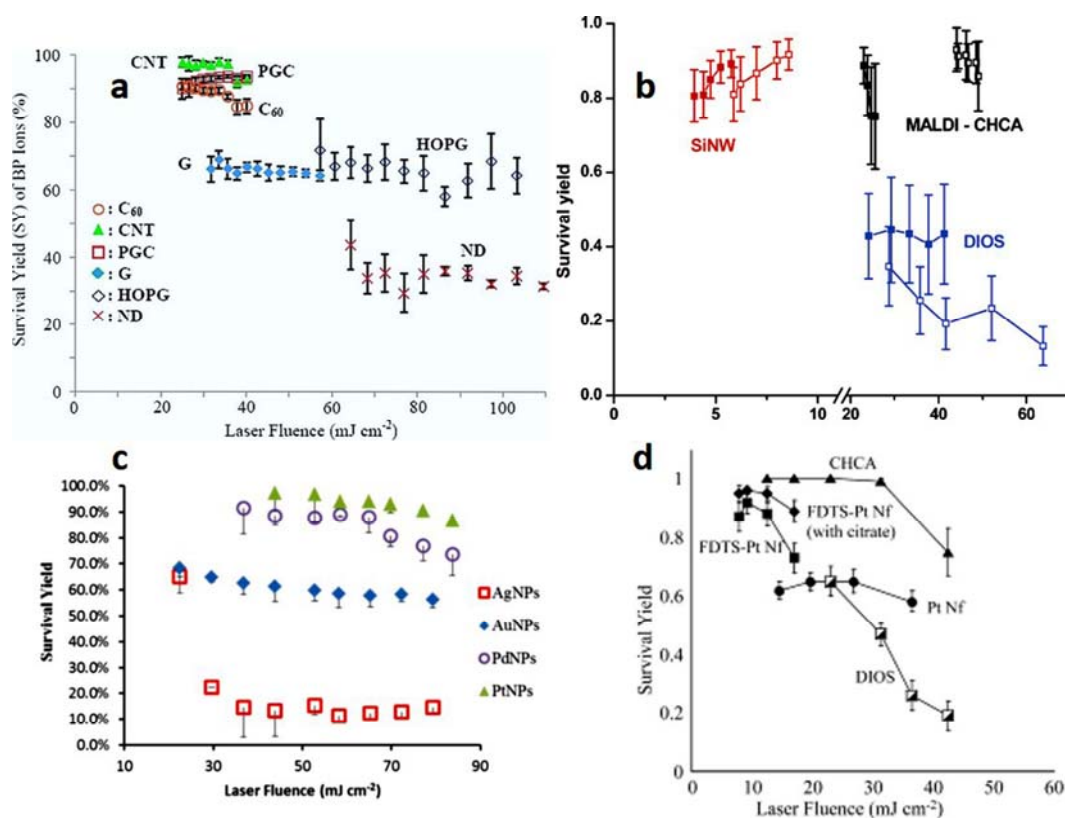 a
Survival Yield (SY) of BP Ions (%)
100
80
60
40
20
0
CNT
PGC
C60
G
HOPG
ND
○ : C60
▲ : CNT
□ : PGC
◆ : G
◇ : HOPG
× : ND
0 20 40 60 80 100
Laser Fluence (mJ cm-2)
b
Survival yield
1.0
0.8
0.6
0.4
0.2
0.0
SiNW
MALDI - CHCA
DIOS
0 5 10 20 40 60
Laser Fluence (mJ cm-2)
c
Survival Yield
100.0%
90.0%
80.0%
70.0%
60.0%
50.0%
40.0%
30.0%
20.0%
10.0%
0.0%
AgNPs
AuNPs
PdNPs
PtNPs
10 30 50 70 90
Laser Fluence (mJ cm-2)
d
Survival Yield
1
0.8
0.6
0.4
0.2
0
CHCA
FDTS-Pt Nf
(with citrate)
FDTS-Pt Nf
Pt Nf
DIOS
0 10 20 30 40 50 60
Laser Fluence (mJ cm-2)